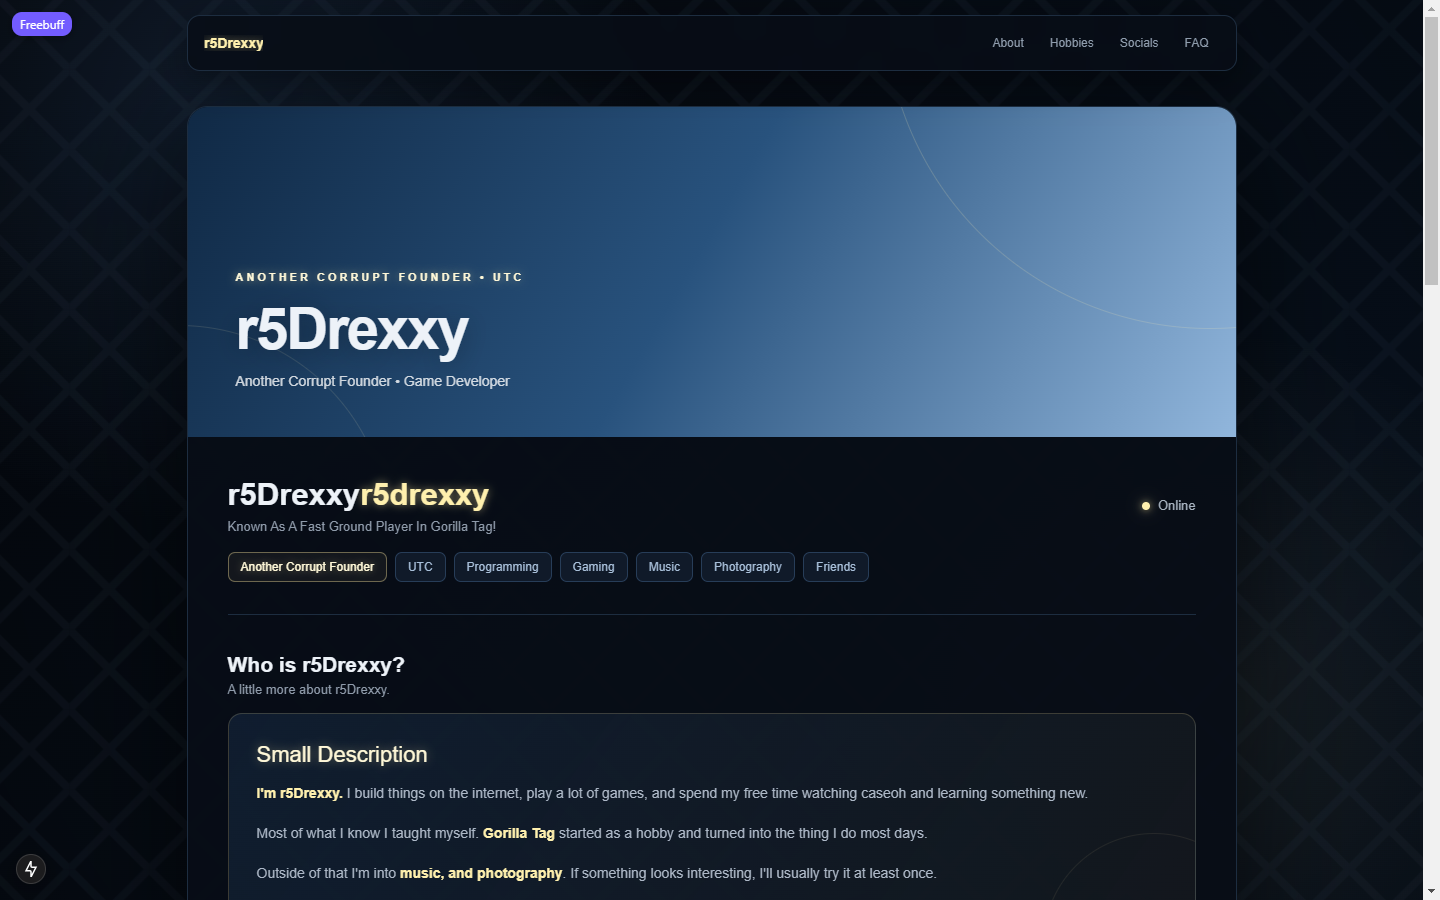 Freebuff
r5Drexxy
About Hobbies Socials FAQ
ANOTHER CORRUPT FOUNDER • UTC
r5Drexxy
Another Corrupt Founder • Game Developer
r5Drexxyr5drexxy
Online
Known As A Fast Ground Player In Gorilla Tag!
Another Corrupt Founder UTC Programming Gaming Music Photography Friends
Who is r5Drexxy?
A little more about r5Drexxy.
Small Description
I'm r5Drexxy. I build things on the internet, play a lot of games, and spend my free time watching caseoh and learning something new.
Most of what I know I taught myself. Gorilla Tag started as a hobby and turned into the thing I do most days.
Outside of that I'm into music, and photography. If something looks interesting, I'll usually try it at least once.